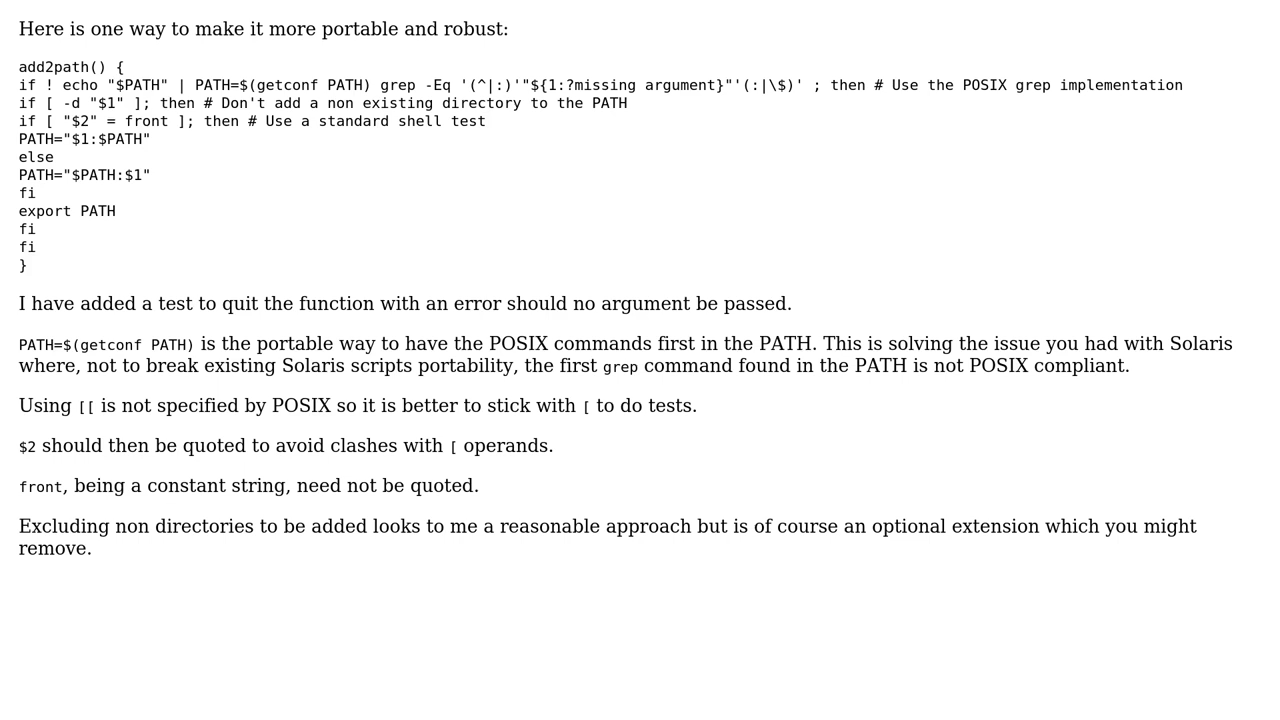 Here is one way to make it more portable and robust:
add2path() {
if ! echo "$PATH" | PATH=$(getconf PATH) grep -Eq '(^|:)'"${1:?missing argument}"'(:|\$)' ; then # Use the POSIX grep implementation
if [ -d "$1" ]; then # Don't add a non existing directory to the PATH
if [ "$2" = front ]; then # Use a standard shell test
PATH="$1:$PATH"
else
PATH="$PATH:$1"
fi
export PATH
fi
fi
}
I have added a test to quit the function with an error should no argument be passed.
PATH=$(getconf PATH) is the portable way to have the POSIX commands first in the PATH. This is solving the issue you had with Solaris
where, not to break existing Solaris scripts portability, the first grep command found in the PATH is not POSIX compliant.
Using [[ is not specified by POSIX so it is better to stick with [ to do tests.
$2 should then be quoted to avoid clashes with [ operands.
front, being a constant string, need not be quoted.
Excluding non directories to be added looks to me a reasonable approach but is of course an optional extension which you might
remove.